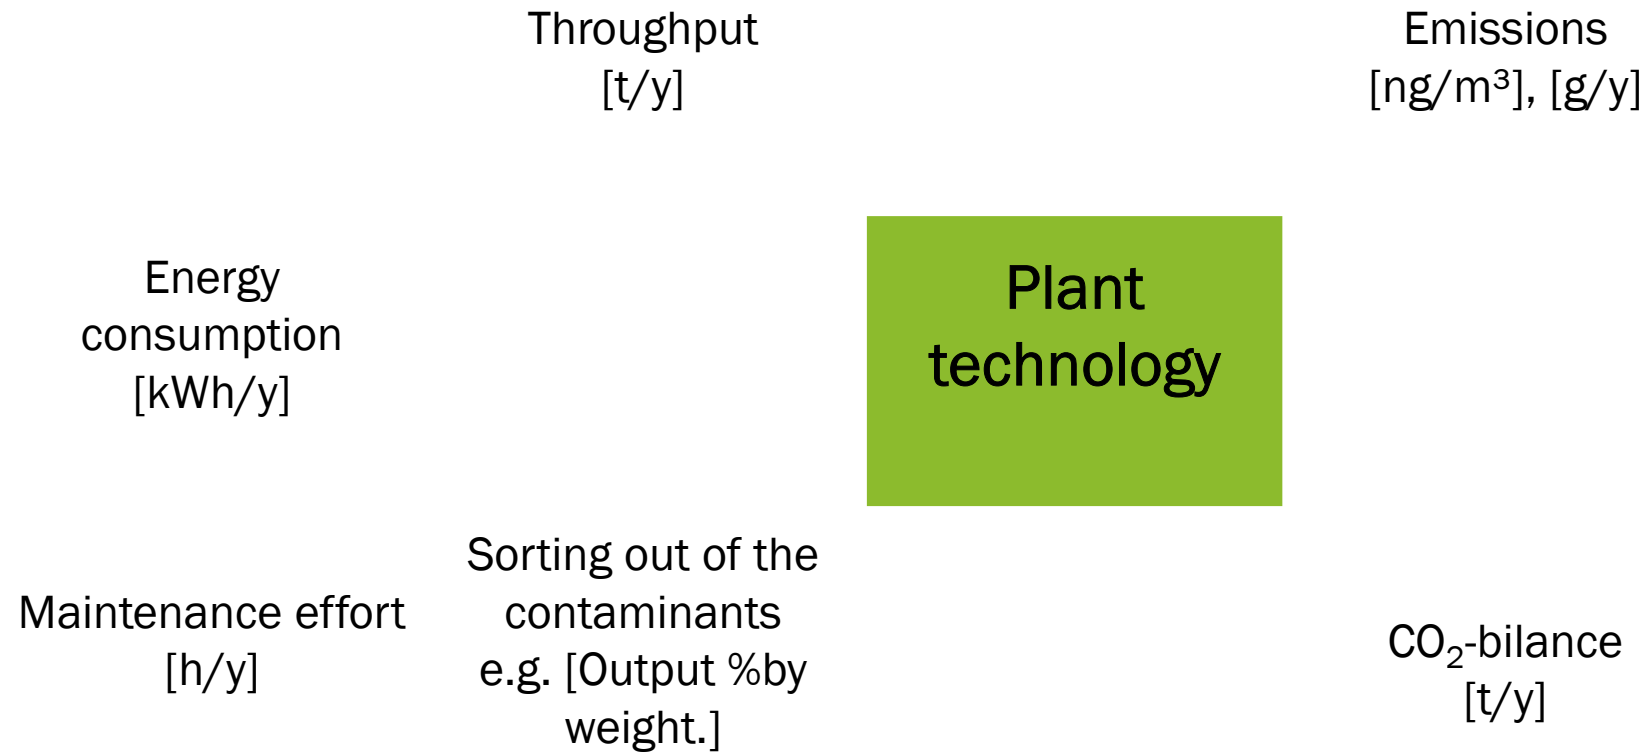 Throughput
[t/y]
Emissions
[ng/m³], [g/y]
Energy
consumption
[kWh/y]
Plant
technology
Maintenance effort
[h/y]
Sorting out of the
contaminants
e.g. [Output %by
weight.]
CO₂-bilance
[t/y]